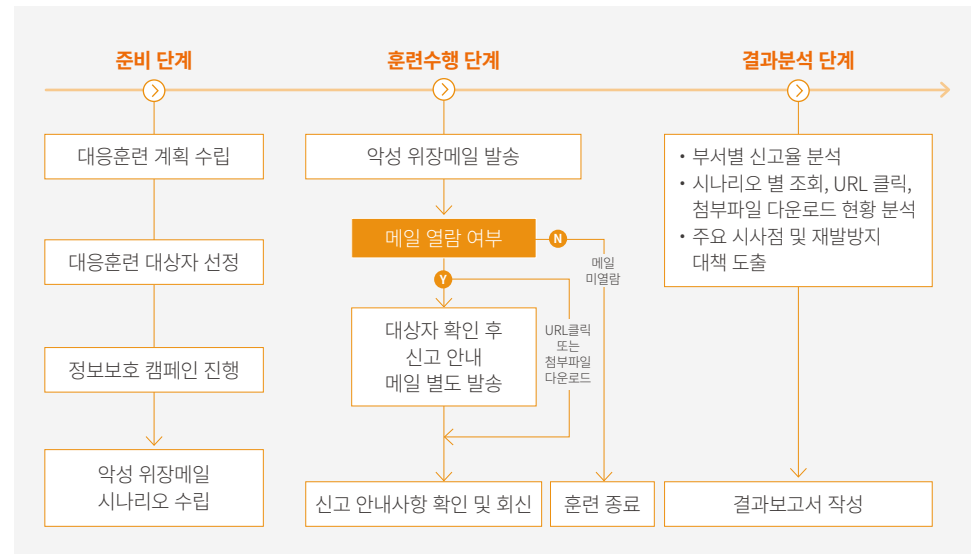 준비 단계
대응훈련 계획 수립
대응훈련 대상자 선정
정보보호 캠페인 진행
악성 위장메일
시나리오 수립
훈련수행 단계
악성 위장메일 발송
메일 열람 여부
N
메일
미열람
Y
대상자 확인 후
신고 안내
메일 별도 발송
URL클릭
또는
첨부파일
다운로드
신고 안내사항 확인 및 회신
훈련 종료
결과분석 단계
• 부서별 신고율 분석
• 시나리오 별 조회, URL 클릭,
첨부파일 다운로드 현황 분석
• 주요 시사점 및 재발방지
대책 도출
결과보고서 작성